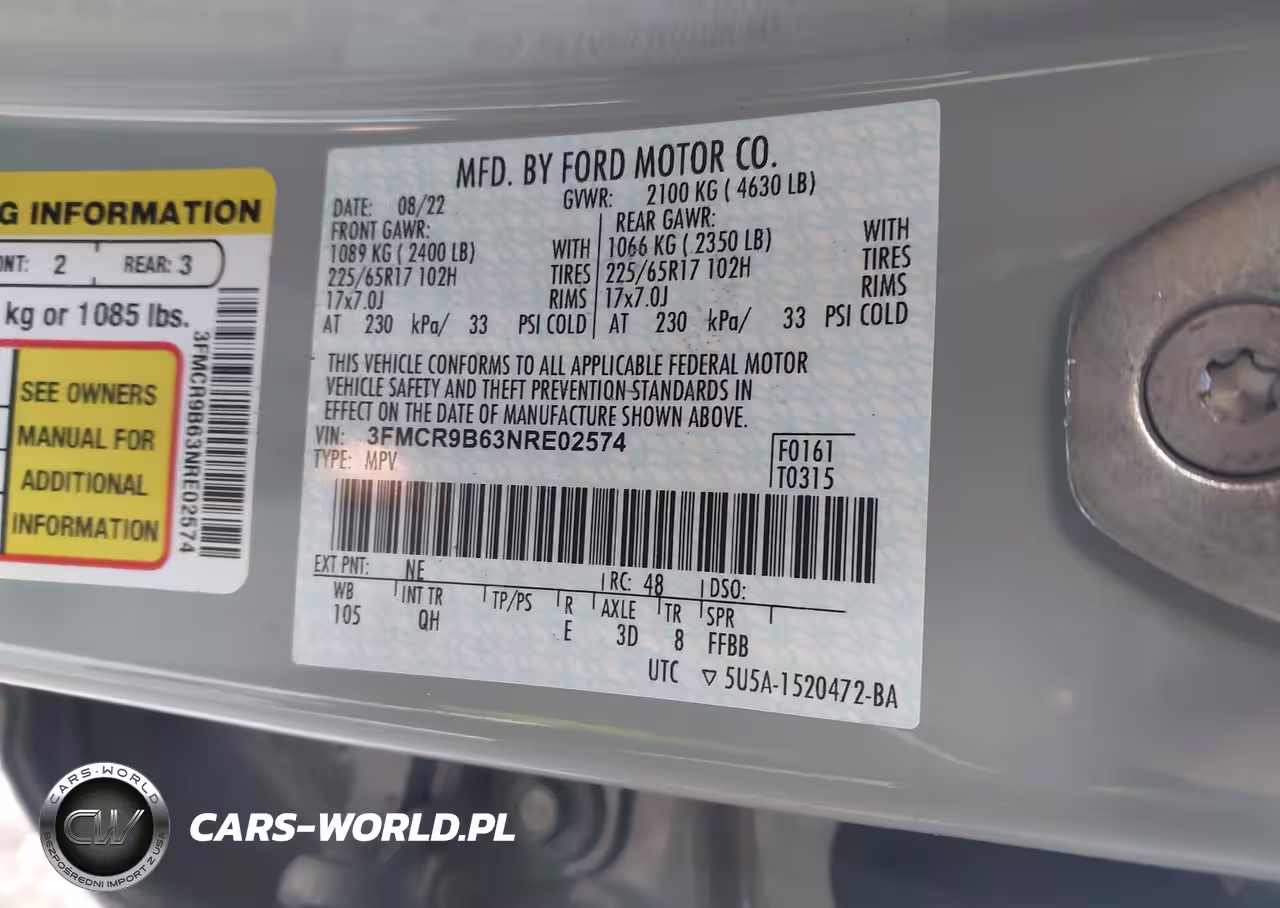 G INFORMATION
NT: 2 REAR: 3
kg or 1085 lbs.
SEE OWNERS
MANUAL FOR
ADDITIONAL
INFORMATION
3FMCR9B63NRE02574
MFD. BY FORD MOTOR CO.
DATE: 08/22 GVWR: 2100 KG ( 4630 LB)
FRONT GAWR: REAR GAWR:
1089 KG ( 2400 LB) WITH 1066 KG ( 2350 LB) WITH
225/65R17 102H TIRES 225/65R17 102H TIRES
17x7.0J RIMS 17x7.0J RIMS
AT 230 kPa/ 33 PSI COLD AT 230 kPa/ 33 PSI COLD
THIS VEHICLE CONFORMS TO ALL APPLICABLE FEDERAL MOTOR
VEHICLE SAFETY AND THEFT PREVENTION STANDARDS IN
EFFECT ON THE DATE OF MANUFACTURE SHOWN ABOVE.
VIN: 3FMCR9B63NRE02574
TYPE: MPV
F0161
T0315
EXT PNT: NE RC: 48 DSO:
WB INT TR TP/PS R AXLE TR SPR
105 QH E 3D 8 FFBB
UTC ▽ 5U5A-1520472-BA
CARS-WORLD
CW
BEZPOŚREDNI IMPORT Z USA
CARS-WORLD.PL